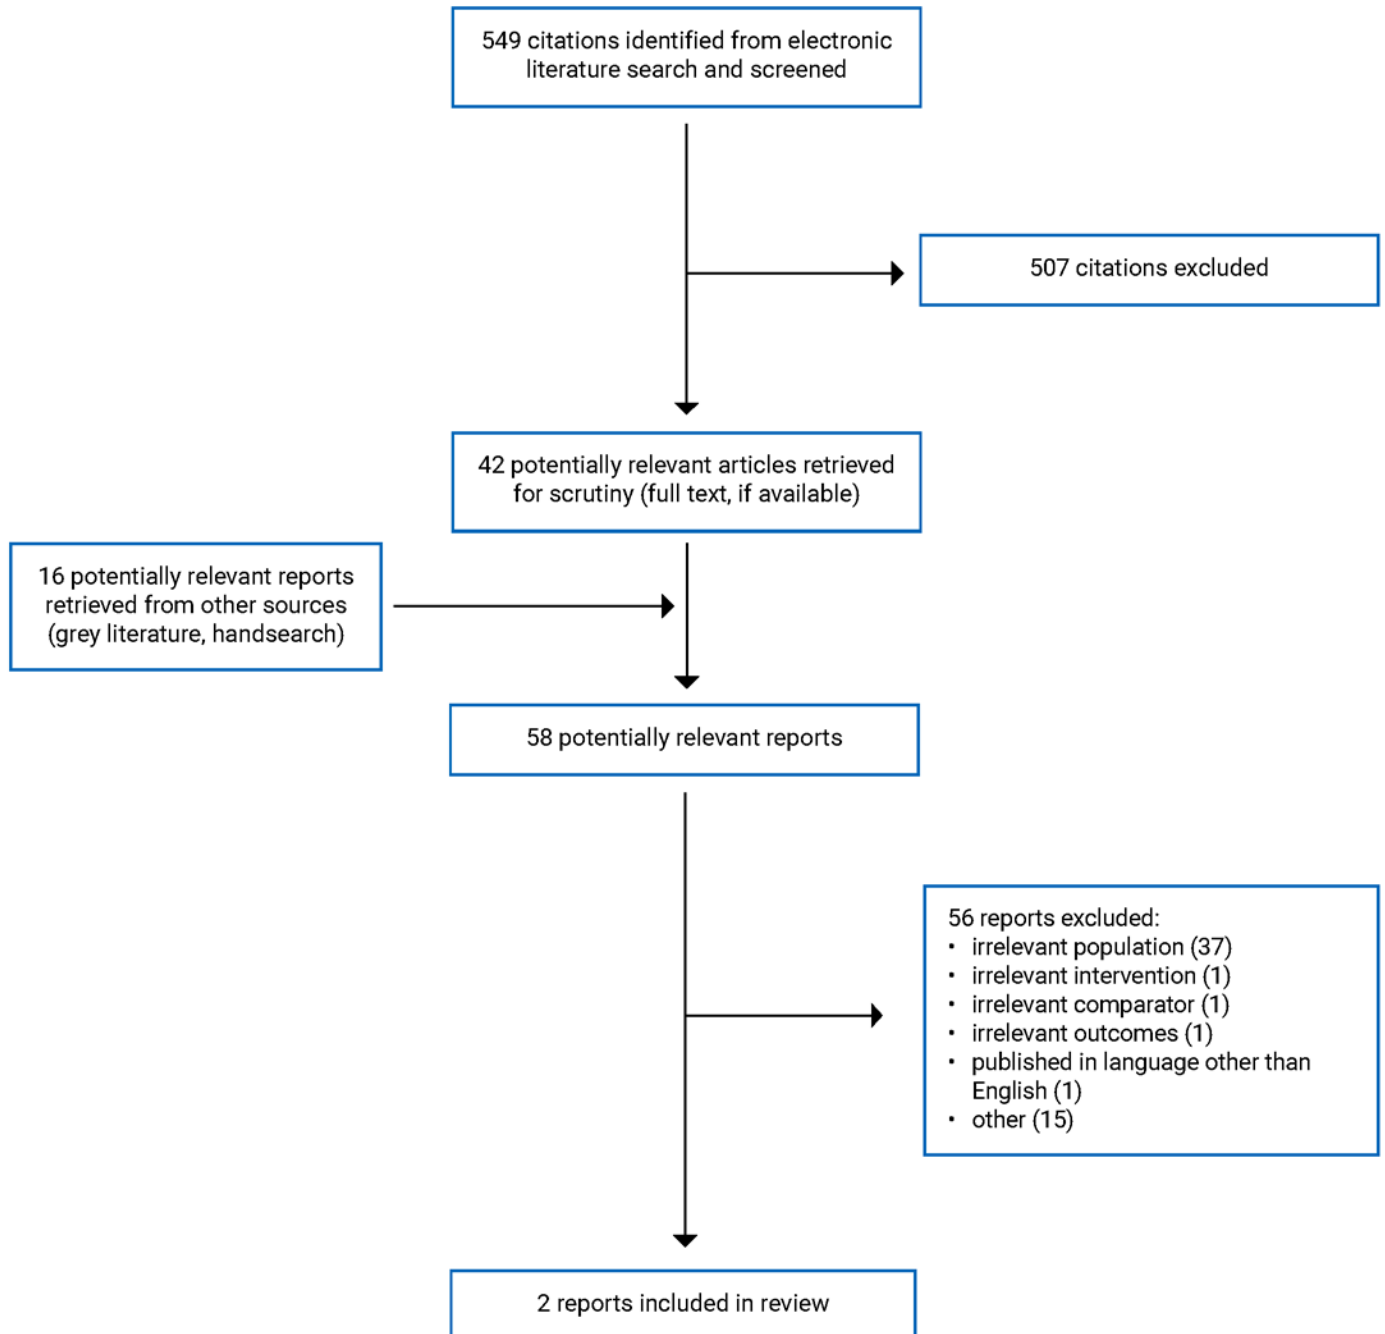 549 citations identified from electronic
literature search and screened
507 citations excluded
42 potentially relevant articles retrieved
for scrutiny (full text, if available)
16 potentially relevant reports
retrieved from other sources
(grey literature, handsearch)
58 potentially relevant reports
56 reports excluded:
• irrelevant population (37)
• irrelevant intervention (1)
• irrelevant comparator (1)
• irrelevant outcomes (1)
• published in language other than
English (1)
• other (15)
2 reports included in review